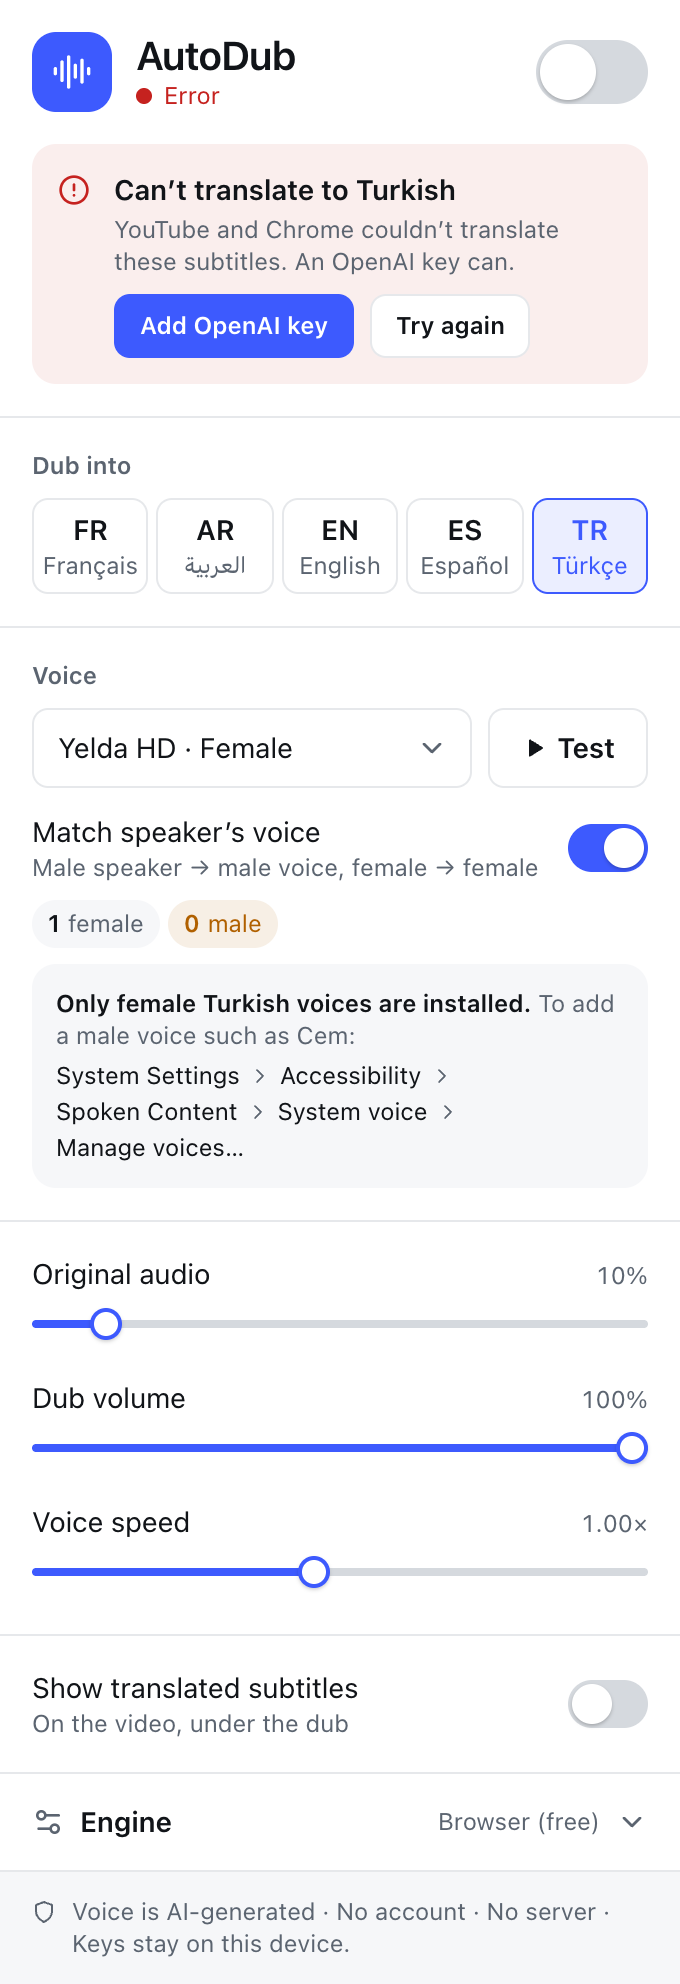 AutoDub
Error
Can’t translate to Turkish
YouTube and Chrome couldn’t translate
these subtitles. An OpenAI key can.
Add OpenAI key
Try again
Dub into
FR
Français
AR
العربية
EN
English
ES
Español
TR
Türkçe
Voice
Yelda HD · Female
Test
Match speaker’s voice
Male speaker → male voice, female → female
1 female
0 male
Only female Turkish voices are installed. To add
a male voice such as Cem:
System Settings > Accessibility >
Spoken Content > System voice >
Manage voices…
Original audio
10%
Dub volume
100%
Voice speed
1.00×
Show translated subtitles
On the video, under the dub
Engine
Browser (free)
Voice is AI-generated · No account · No server ·
Keys stay on this device.